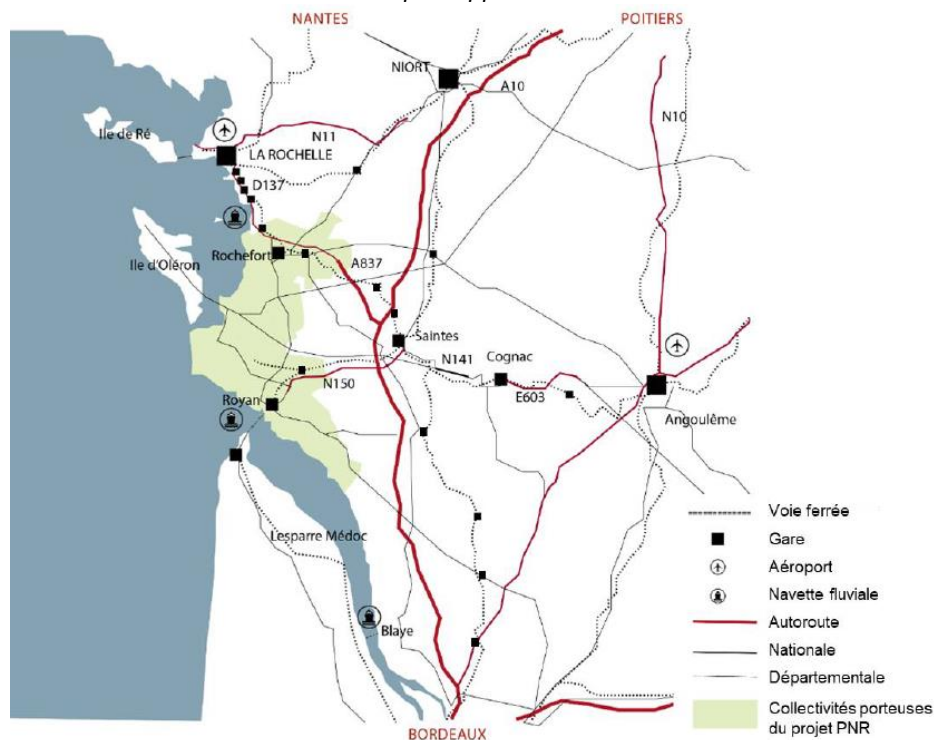 NANTES
POITIERS
NIORT
A10
N10
Ile de Ré
N11
LA ROCHELLE
D137
Rochefort
A837
Ile d'Oléron
Saintes
N141
Cognac
N150
E603
Royan
Angoulême
Lesparre Médoc
Blaye
BORDEAUX
Voie ferrée
Gare
Aéroport
Navette fluviale
Autoroute
Nationale
Départementale
Collectivités porteuses
du projet PNR